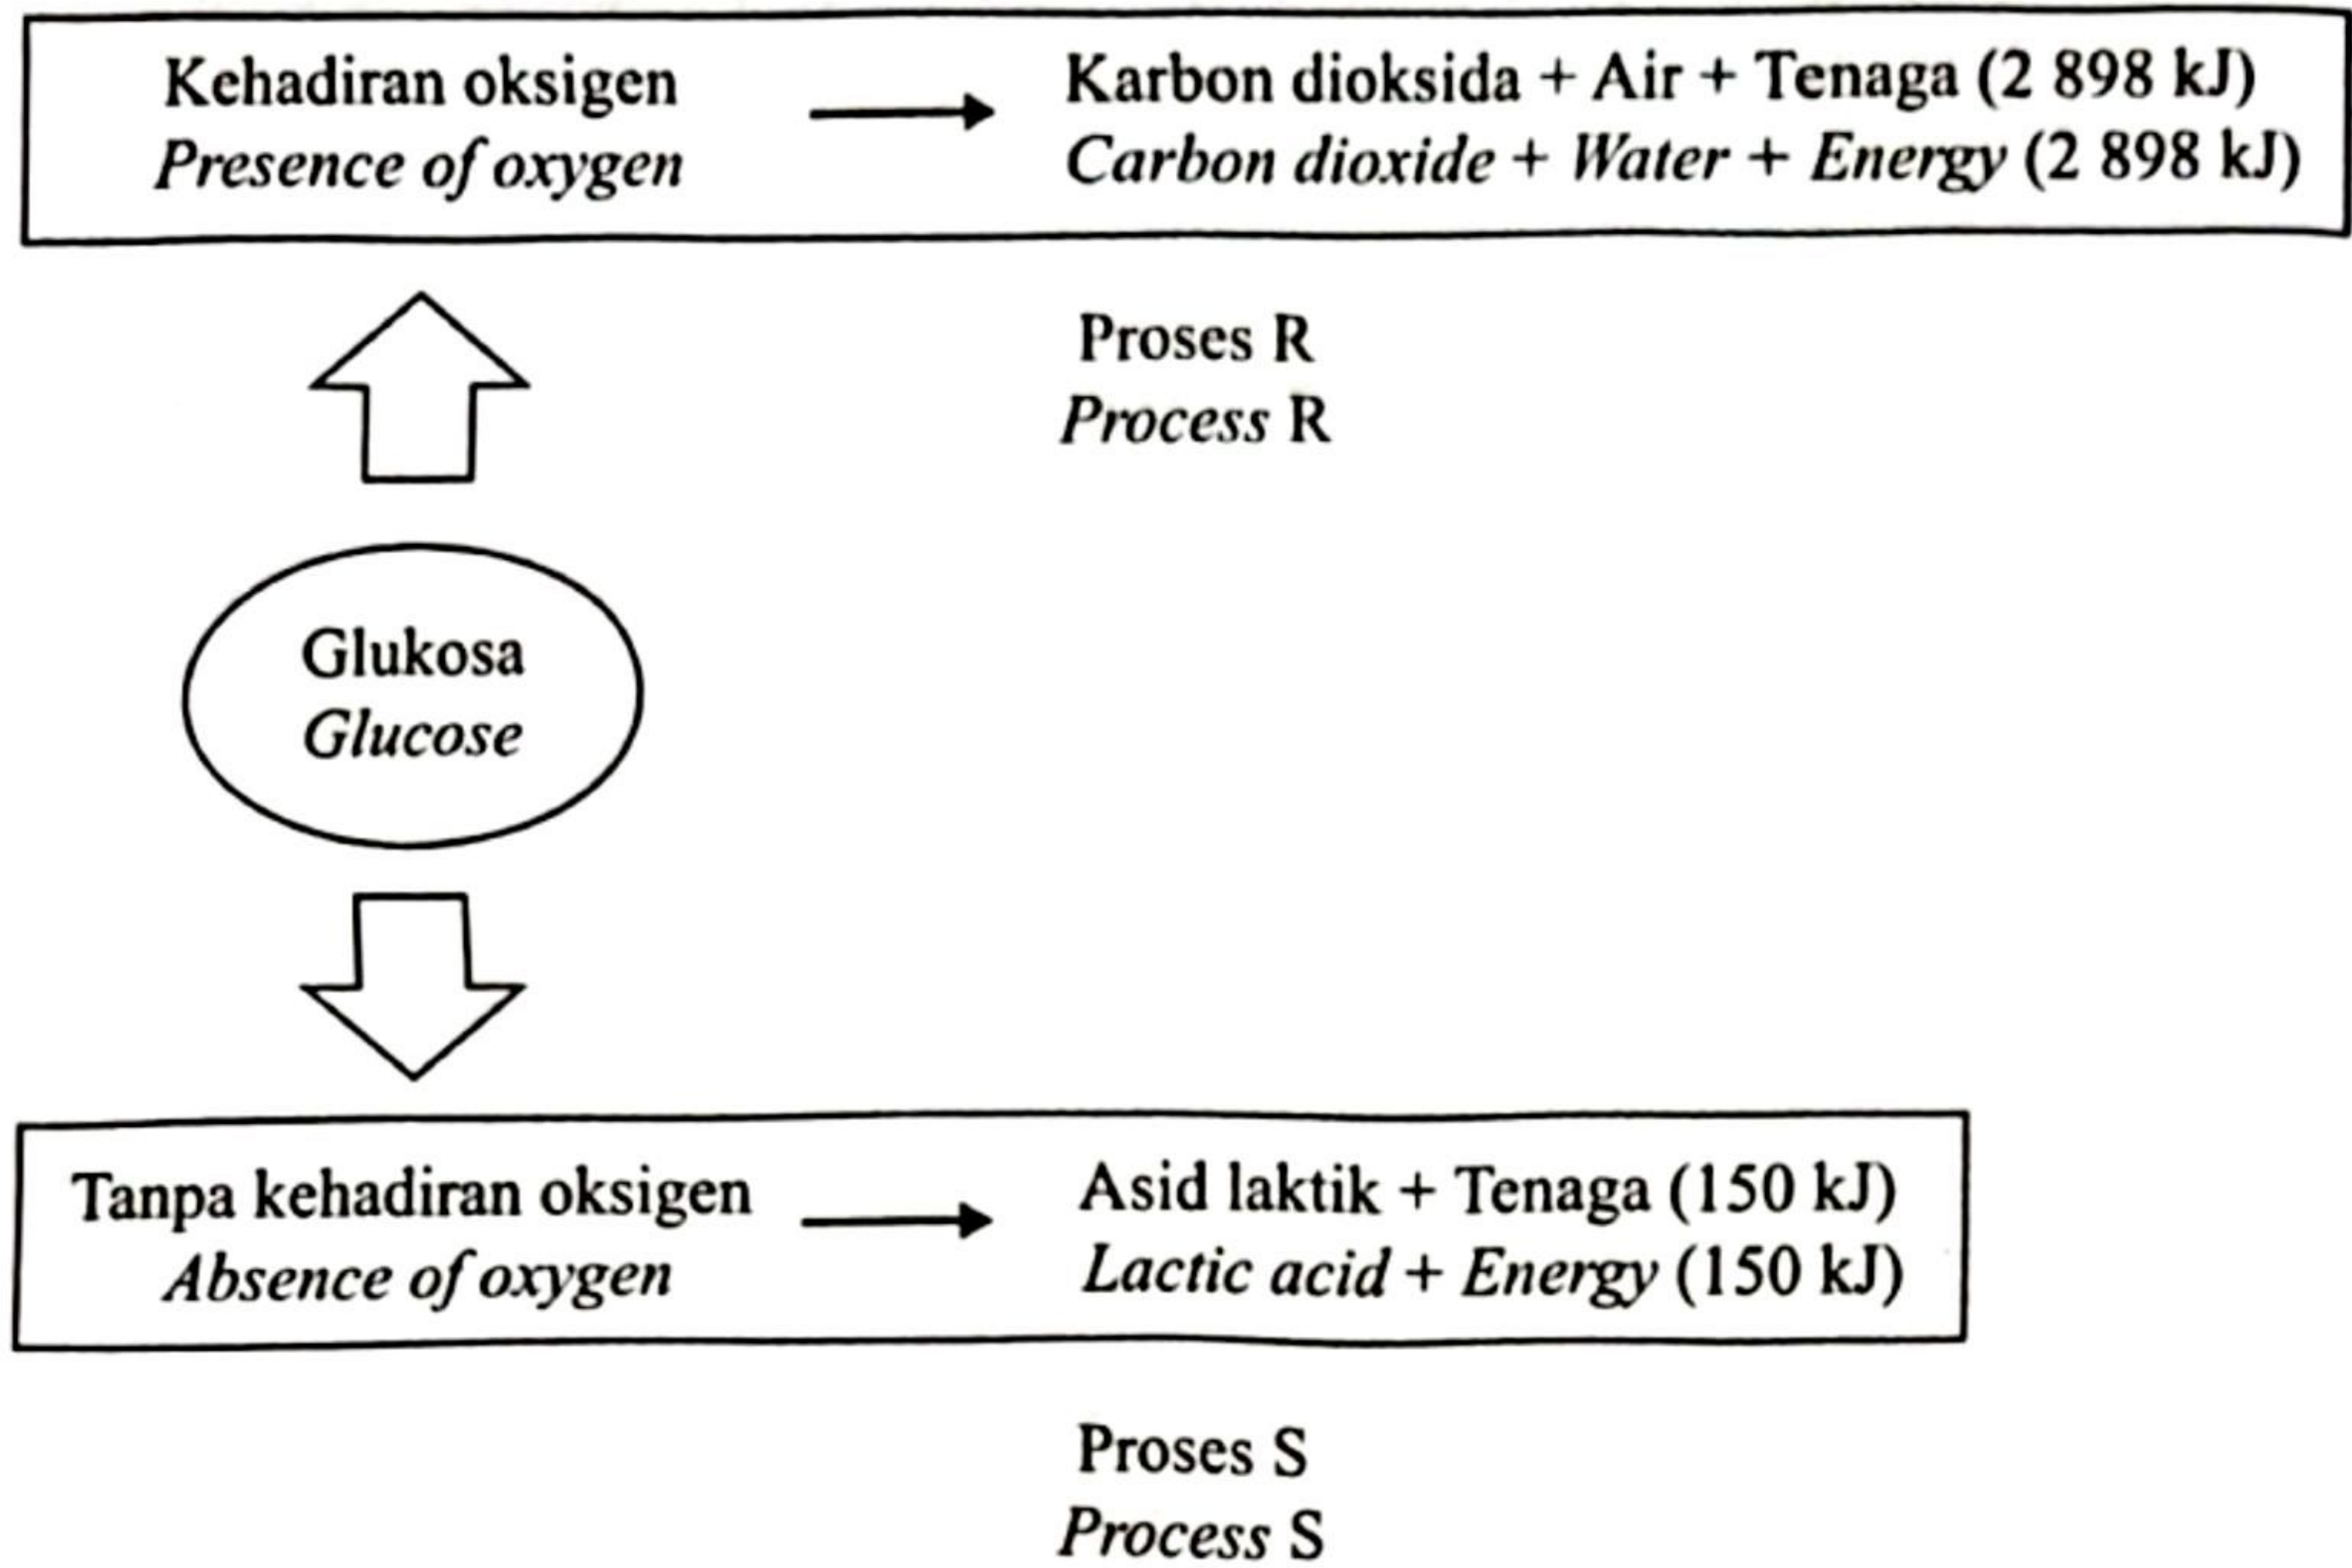 Kehadiran oksigen
Presence of oxygen
Karbon dioksida + Air + Tenaga (2 898 kJ)
Carbon dioxide + Water + Energy (2 898 kJ)
Proses R
Process R
Glukosa
Glucose
Tanpa kehadiran oksigen
Absence of oxygen
Asid laktik + Tenaga (150 kJ)
Lactic acid + Energy (150 kJ)
Proses S
Process S